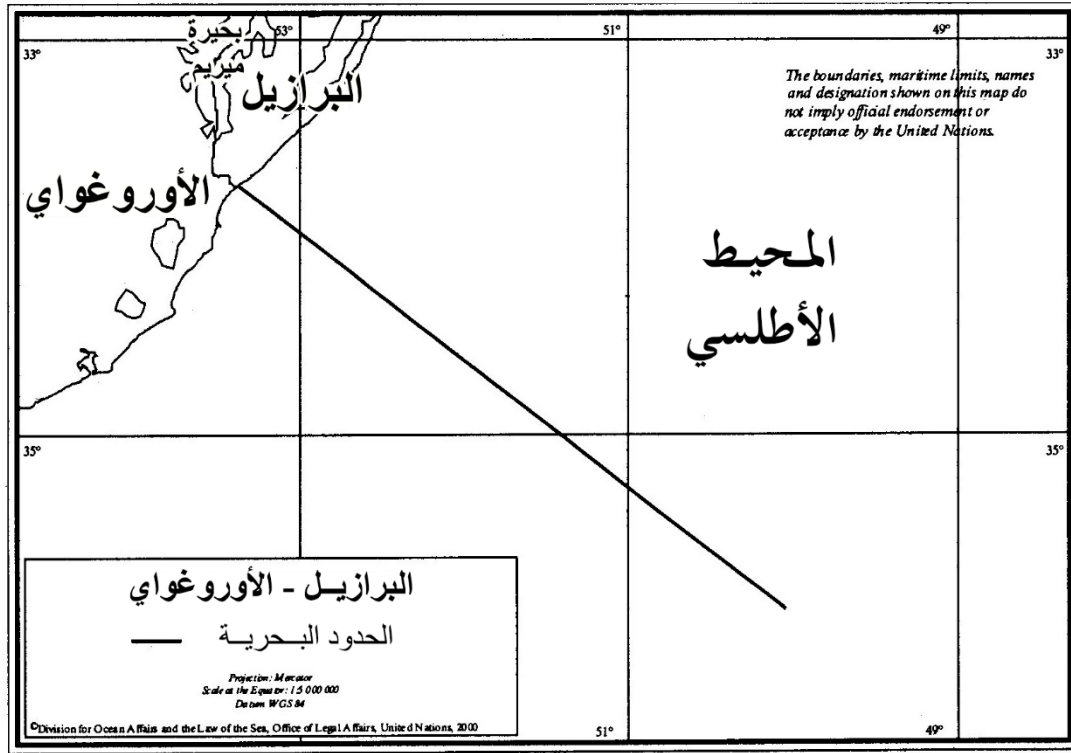 بحيرة
ميريم
53°
51°
49°
33°
33°
البرازيل
The boundaries, maritime limits, names
and designation shown on this map do
not imply official endorsement or
acceptance by the United Nations.
الأوروغواي
المحيط
الأطلسي
35°
35°
البرازيل - الأوروغواي
الحدود البحرية
Projection: Mercator
Scale at the Equator: 1:5 000 000
Datum WGS 84
©Division for Ocean Affairs and the Law of the Sea, Office of Legal Affairs, United Nations, 2000
51°
49°